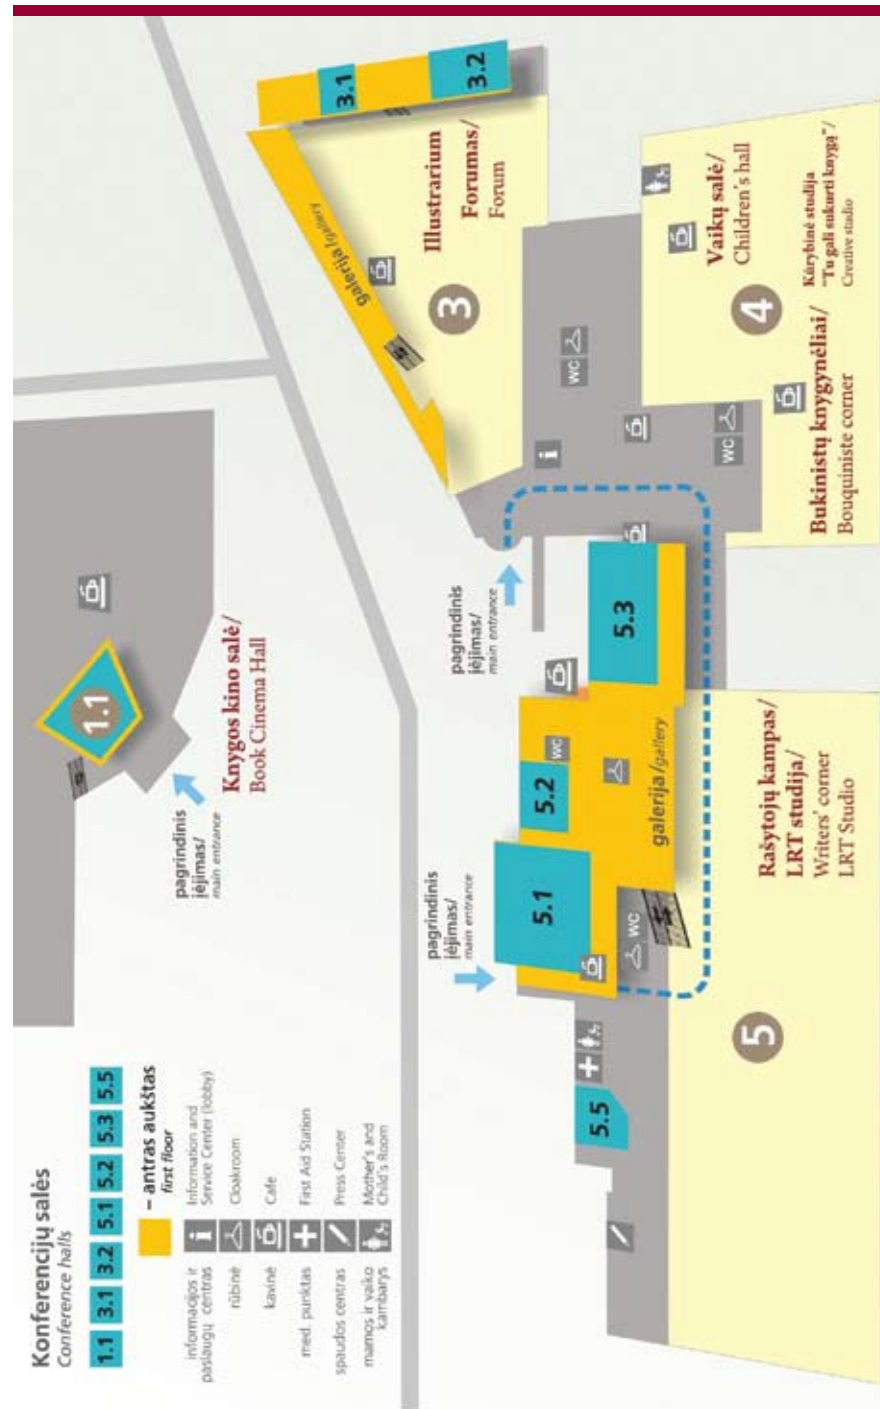 Konferencijų salės
Conference halls
1.1 3.1 3.2 5.1 5.2 5.3 5.5
– antras aukštas
first floor
informacijos ir
paslaugų centras
Information and
Service Center (lobby)
rūbinė
Cloakroom
kavinė
Cafe
med. punktas
First Aid Station
spaudos centras
Press Center
mamos ir vaiko
kambarys
Mother's and
Child's Room
1.1
pagrindinis
įėjimas/
main entrance
Knygos kino salė/
Book Cinema Hall
3.1
3.2
galerija/gallery
Illustrarium
Forumas/
Forum
3
WC
i
pagrindinis
įėjimas/
main entrance
pagrindinis
įėjimas/
main entrance
5.1
5.2
WC
5.3
galerija/gallery
WC
5.5
5
Rašytojų kampas/
LRT studija/
Writers' corner
LRT Studio
WC
4
Vaikų salė/
Children's hall
Kūrybinė studija
"Tu gali sukurti knygą"/
Creative stadio
Bukinistų knygynėliai/
Bouquiniste corner